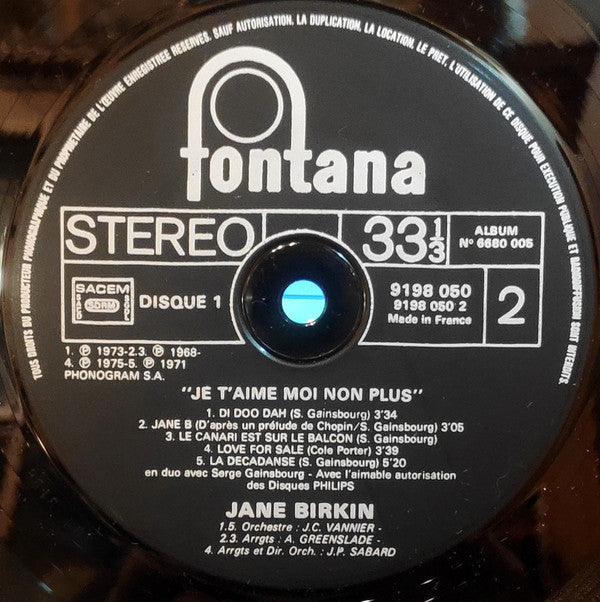 TOUS DROITS DU PRODUCTEUR PHONOGRAPHIQUE ET DU PROPRIETAIRE DE L'ŒUVRE ENREGISTREE RESERVES. SAUF AUTORISATION, LA DUPLICATION, LA LOCATION, LE PRET, L'UTILISATION DE CE DISQUE POUR EXECUTION PUBLIQUE ET RADIODIFFUSION SONT INTERDITS.
fontana
STEREO
33 1/3
ALBUM
N° 6680 005
SACEM
SACD
SDRM
SGDL
DISQUE 1
9198 050
9198 050 2
Made in France
2
1. ℗ 1973-2.3. ℗ 1968-
4. ℗ 1975-5. ℗ 1971
PHONOGRAM S.A.
"JE T'AIME MOI NON PLUS"
1. DI DOO DAH (S. Gainsbourg) 3'34
2. JANE B (D'après un prélude de Chopin/S. Gainsbourg) 3'05
3. LE CANARI EST SUR LE BALCON (S. Gainsbourg)
4. LOVE FOR SALE (Cole Porter) 3'39
5. LA DECADANSE (S. Gainsbourg) 5'20
en duo avec Serge Gainsbourg - Avec l'aimable autorisation
des Disques PHILIPS
JANE BIRKIN
1.5. Orchestre : J.C. VANNIER -
2.3. Arrgts : A. GREENSLADE -
4. Arrgts et Dir. Orch. : J.P. SABARD